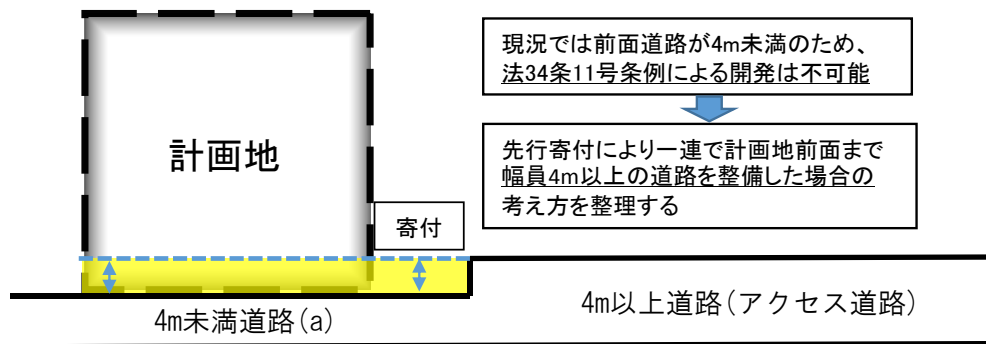 現況では前面道路が4m未満のため、
法34条11号条例による開発は不可能
計画地
先行寄付により一連で計画地前面まで
幅員4m以上の道路を整備した場合の
考え方を整理する
寄付
4m未満道路(a)
4m以上道路(アクセス道路)